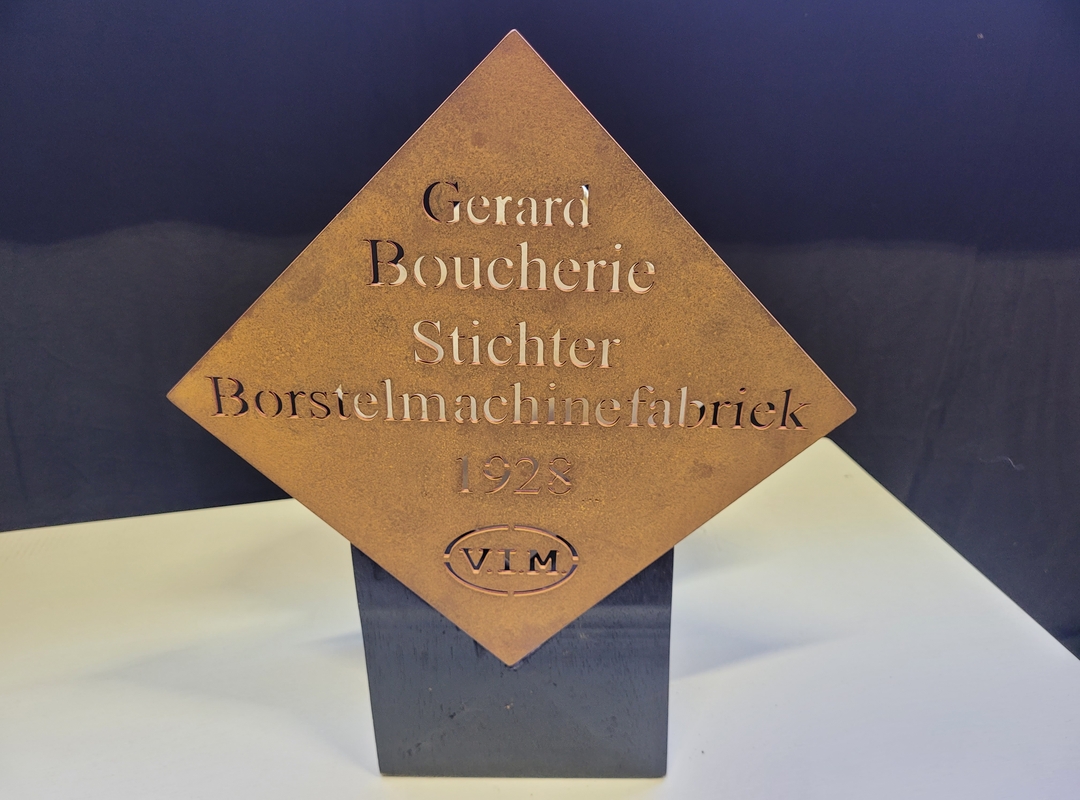 Gerard
Boucherie
Stichter
Borstelmachinefabriek
1928
V.I.M.